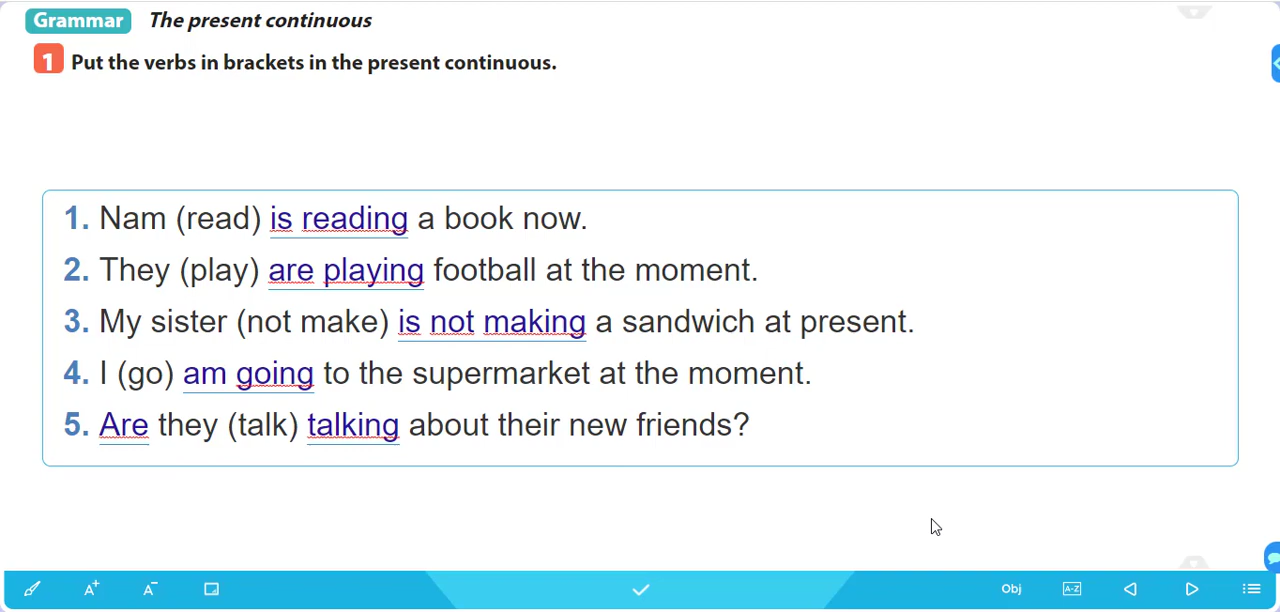 Grammar The present continuous
1 Put the verbs in brackets in the present continuous.
1. Nam (read) is reading a book now.
2. They (play) are playing football at the moment.
3. My sister (not make) is not making a sandwich at present.
4. I (go) am going to the supermarket at the moment.
5. Are they (talk) talking about their new friends?
A+ A- Obj A-Z